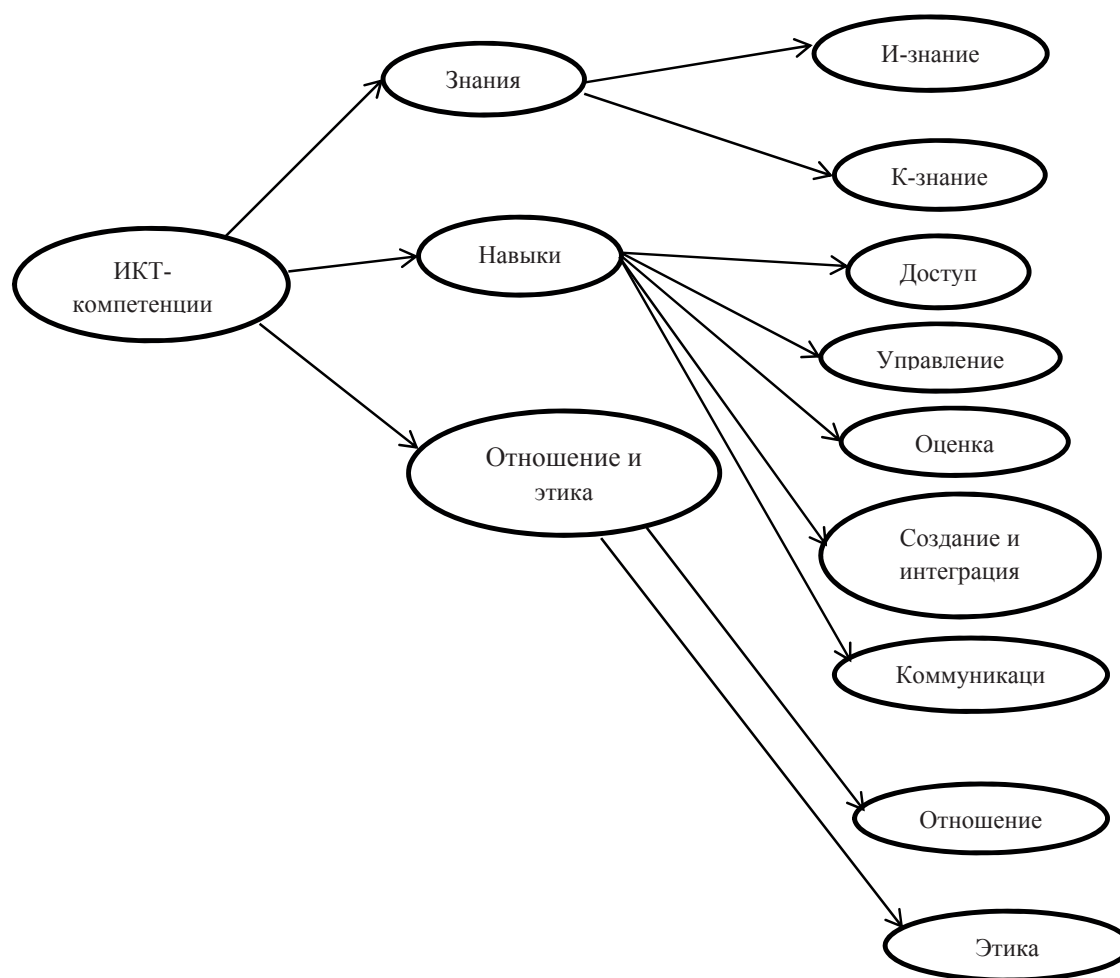 И-знание
Знания
К-знание
ИКТ-
компетенции
Навыки
Доступ
Управление
Отношение и
этика
Оценка
Создание и
интеграция
Коммуникаци
Отношение
Этика